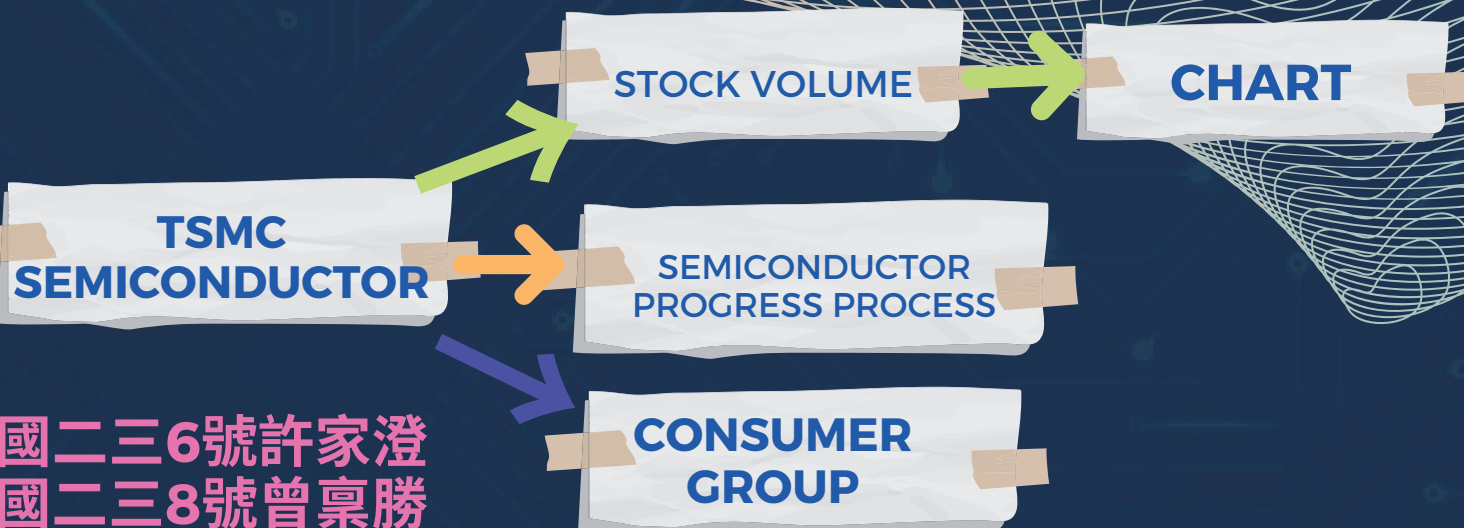 STOCK VOLUME
CHART
TSMC
SEMICONDUCTOR
SEMICONDUCTOR
PROGRESS PROCESS
CONSUMER
GROUP
國二三6號許家澄
國二三8號曾稟勝